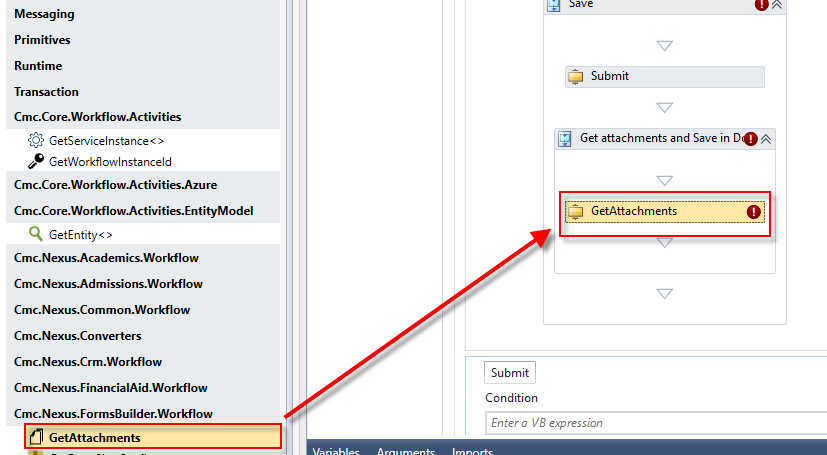 Messaging
Primitives
Runtime
Transaction
Cmc.Core.Workflow.Activities
GetServiceInstance<>
GetWorkflowInstanceId
Cmc.Core.Workflow.Activities.Azure
Cmc.Core.Workflow.Activities.EntityModel
GetEntity<>
Cmc.Nexus.Academics.Workflow
Cmc.Nexus.Admissions.Workflow
Cmc.Nexus.Common.Workflow
Cmc.Nexus.Converters
Cmc.Nexus.Crm.Workflow
Cmc.Nexus.FinancialAid.Workflow
Cmc.Nexus.FormsBuilder.Workflow
GetAttachments
Save
Submit
Get attachments and Save in Do
GetAttachments
Submit
Condition
Enter a VB expression
Variables Arguments Imports